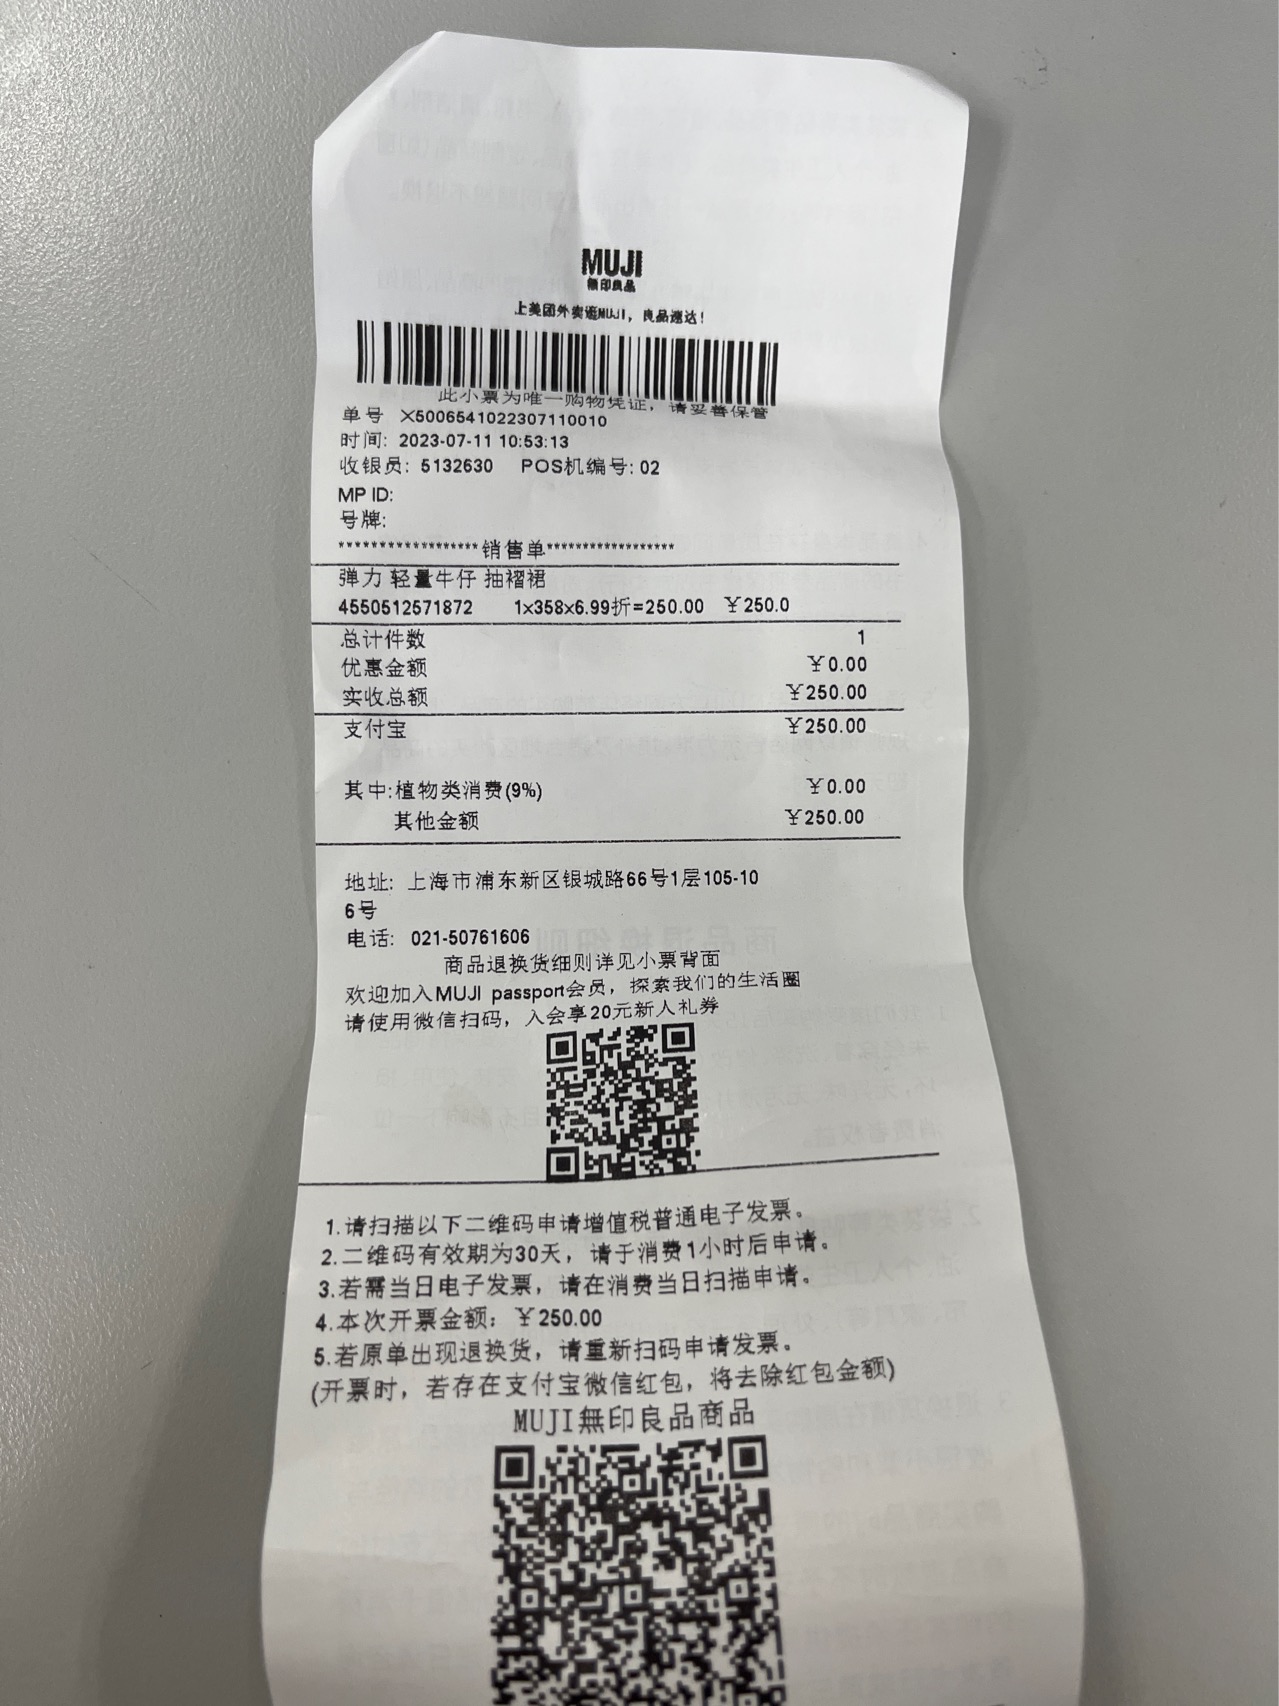 MUJI
無印良品
上美团外卖逛MUJI，良品速达！
此小票为唯一购物凭证，请妥善保管
单号 X5006541022307110010
时间: 2023-07-11 10:53:13
收银员: 5132630 POS机编号: 02
MP ID:
号牌:
******************销售单*****************
弹力 轻量牛仔 抽褶裙
4550512571872 1x358x6.99折=250.00 ￥250.0
总计件数 1
优惠金额 ￥0.00
实收总额 ￥250.00
支付宝 ￥250.00
其中:植物类消费(9%) ￥0.00
其他金额 ￥250.00
地址: 上海市浦东新区银城路66号1层105-10
6号
电话: 021-50761606
商品退换货细则详见小票背面
欢迎加入MUJI passport会员，探索我们的生活圈
请使用微信扫码，入会享20元新人礼券
1.请扫描以下二维码申请增值税普通电子发票。
2.二维码有效期为30天，请于消费1小时后申请。
3.若需当日电子发票，请在消费当日扫描申请。
4.本次开票金额: ￥250.00
5.若原单出现退换货，请重新扫码申请发票。
(开票时，若存在支付宝微信红包，将去除红包金额)
MUJI無印良品商品